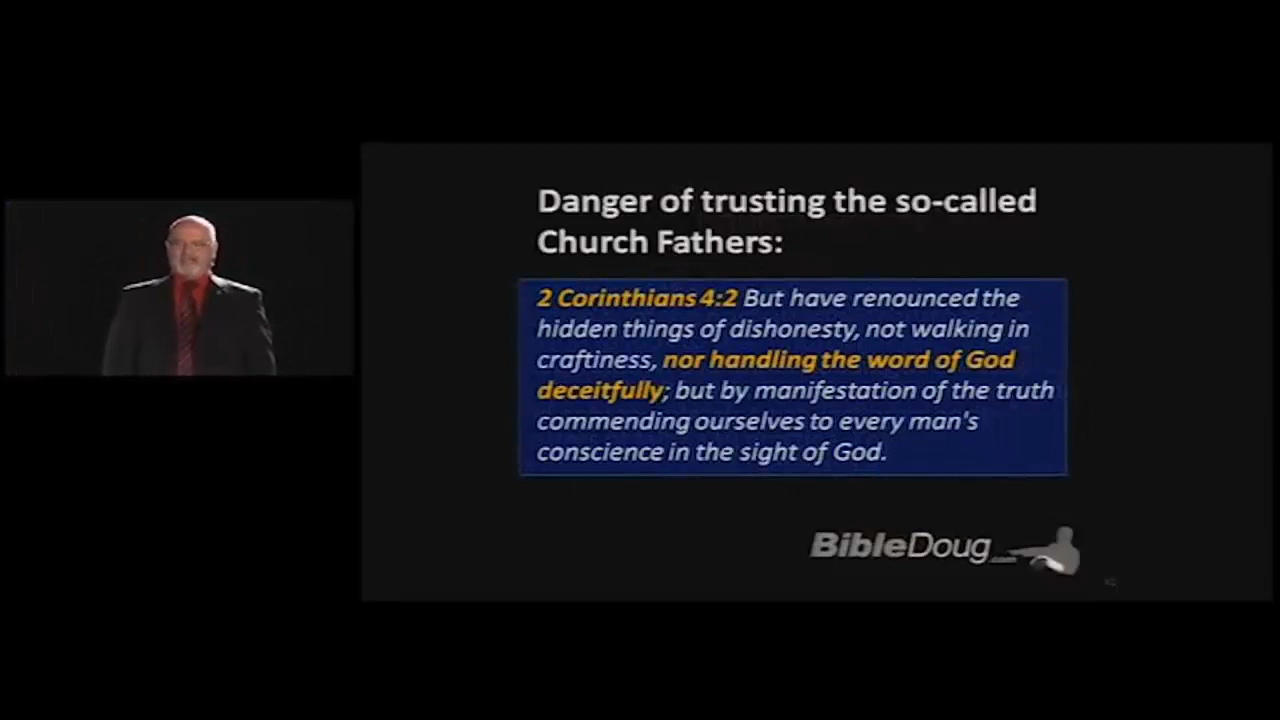 Danger of trusting the so-called
Church Fathers:
2 Corinthians 4:2 But have renounced the
hidden things of dishonesty, not walking in
craftiness, nor handling the word of God
deceitfully; but by manifestation of the truth
commending ourselves to every man's
conscience in the sight of God.
BibleDoug.com